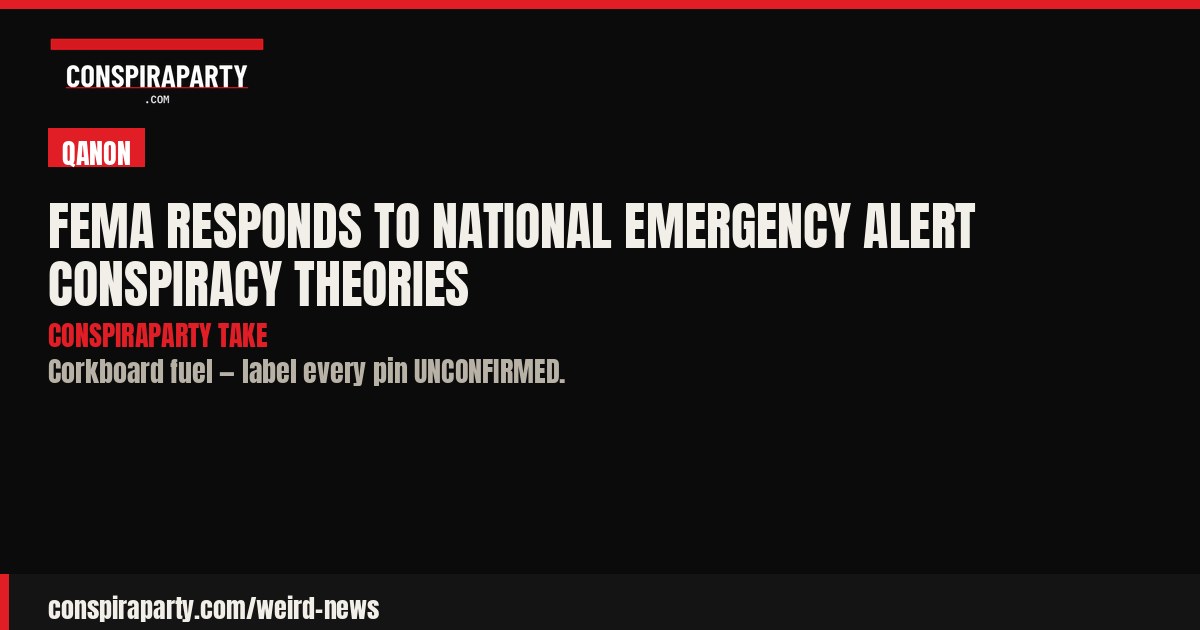 CONSPIRAPARTY
.COM
QANON
FEMA RESPONDS TO NATIONAL EMERGENCY ALERT
CONSPIRACY THEORIES
CONSPIRAPARTY TAKE
Corkboard fuel — label every pin UNCONFIRMED.
conspiraparty.com/weird-news